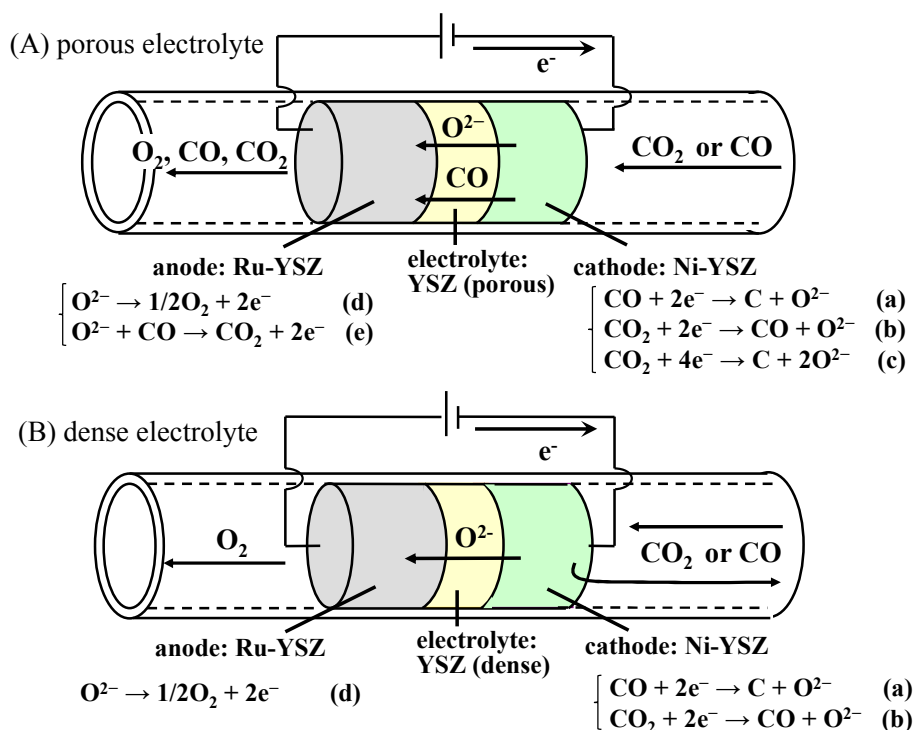 (A) porous electrolyte
e⁻
O²⁻
CO
O₂, CO, CO₂
CO₂ or CO
anode: Ru-YSZ
electrolyte:
YSZ (porous)
cathode: Ni-YSZ
O²⁻ → 1/2O₂ + 2e⁻ (d)
O²⁻ + CO → CO₂ + 2e⁻ (e)
CO + 2e⁻ → C + O²⁻ (a)
CO₂ + 2e⁻ → CO + O²⁻ (b)
CO₂ + 4e⁻ → C + 2O²⁻ (c)
(B) dense electrolyte
e⁻
O₂
O²⁻
CO₂ or CO
anode: Ru-YSZ
electrolyte:
YSZ (dense)
cathode: Ni-YSZ
O²⁻ → 1/2O₂ + 2e⁻ (d)
CO + 2e⁻ → C + O²⁻ (a)
CO₂ + 2e⁻ → CO + O²⁻ (b)